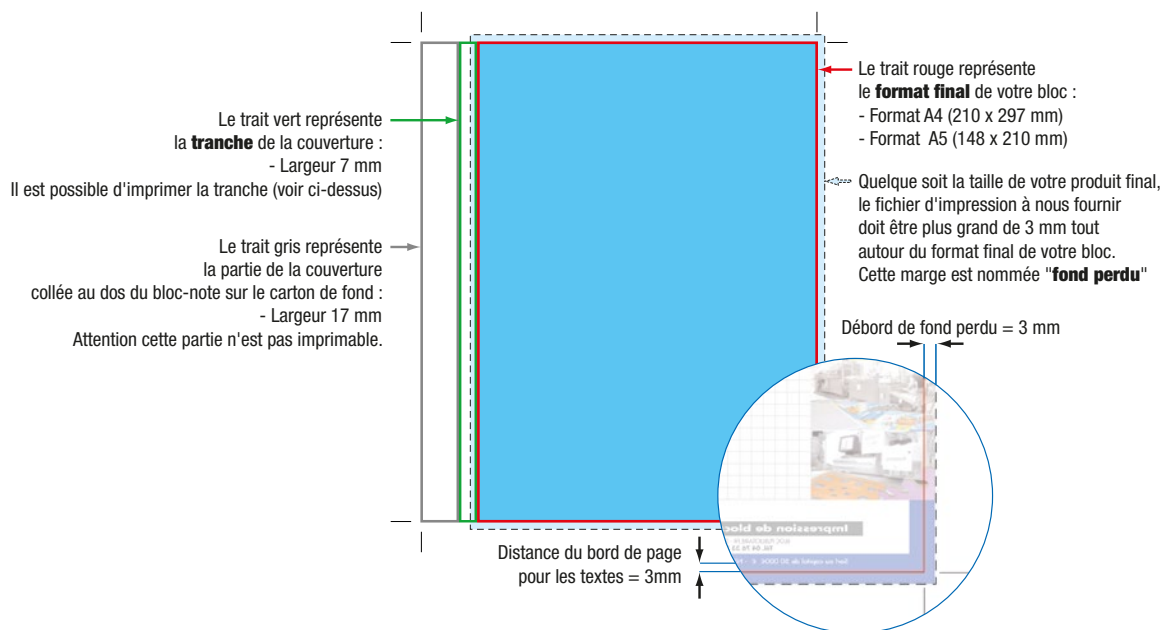 Le trait vert représente
la tranche de la couverture :
- Largeur 7 mm
Il est possible d'imprimer la tranche (voir ci-dessus)
Le trait gris représente
la partie de la couverture
collée au dos du bloc-note sur le carton de fond :
- Largeur 17 mm
Attention cette partie n'est pas imprimable.
Le trait rouge représente
le format final de votre bloc :
- Format A4 (210 x 297 mm)
- Format  A5 (148 x 210 mm)
Quelque soit la taille de votre produit final,
le fichier d'impression à nous fournir
doit être plus grand de 3 mm tout
autour du format final de votre bloc.
Cette marge est nommée "fond perdu"
Débord de fond perdu = 3 mm
Impression de bloc
Distance du bord de page
pour les textes = 3mm